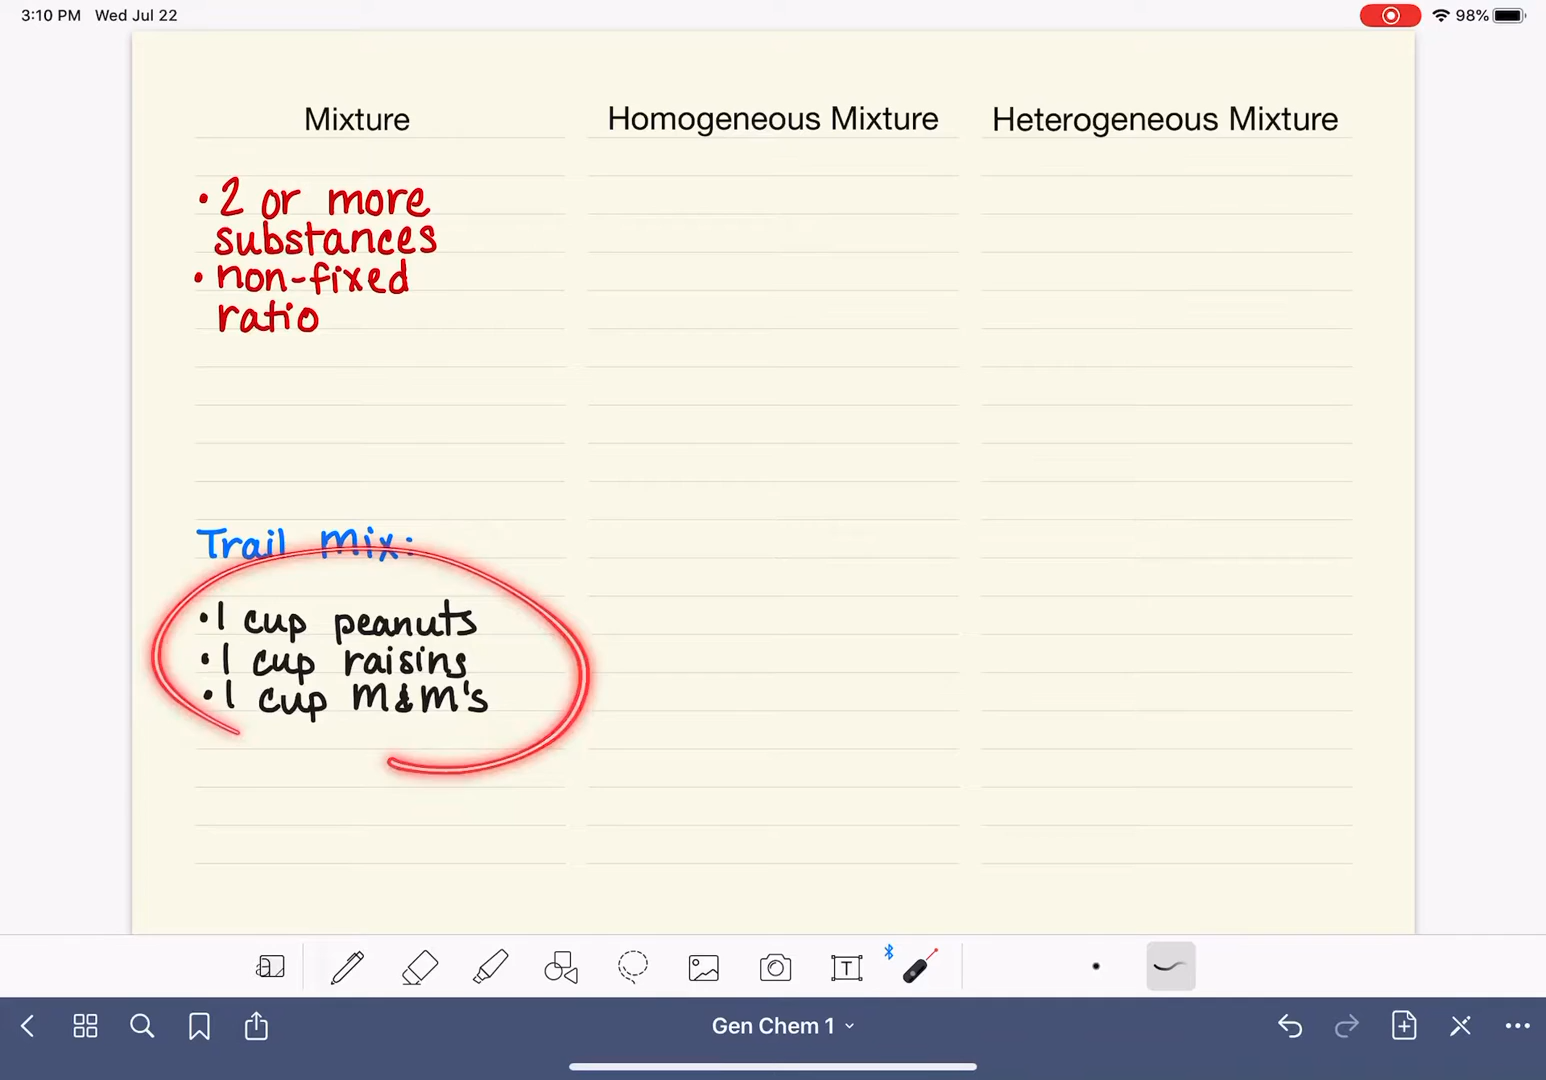 3:10 PM Wed Jul 22 98%
Mixture Homogeneous Mixture Heterogeneous Mixture
• 2 or more
substances
• non-fixed
ratio
Trail Mix:
• 1 cup peanuts
• 1 cup raisins
• 1 cup M&M's
T
Gen Chem 1